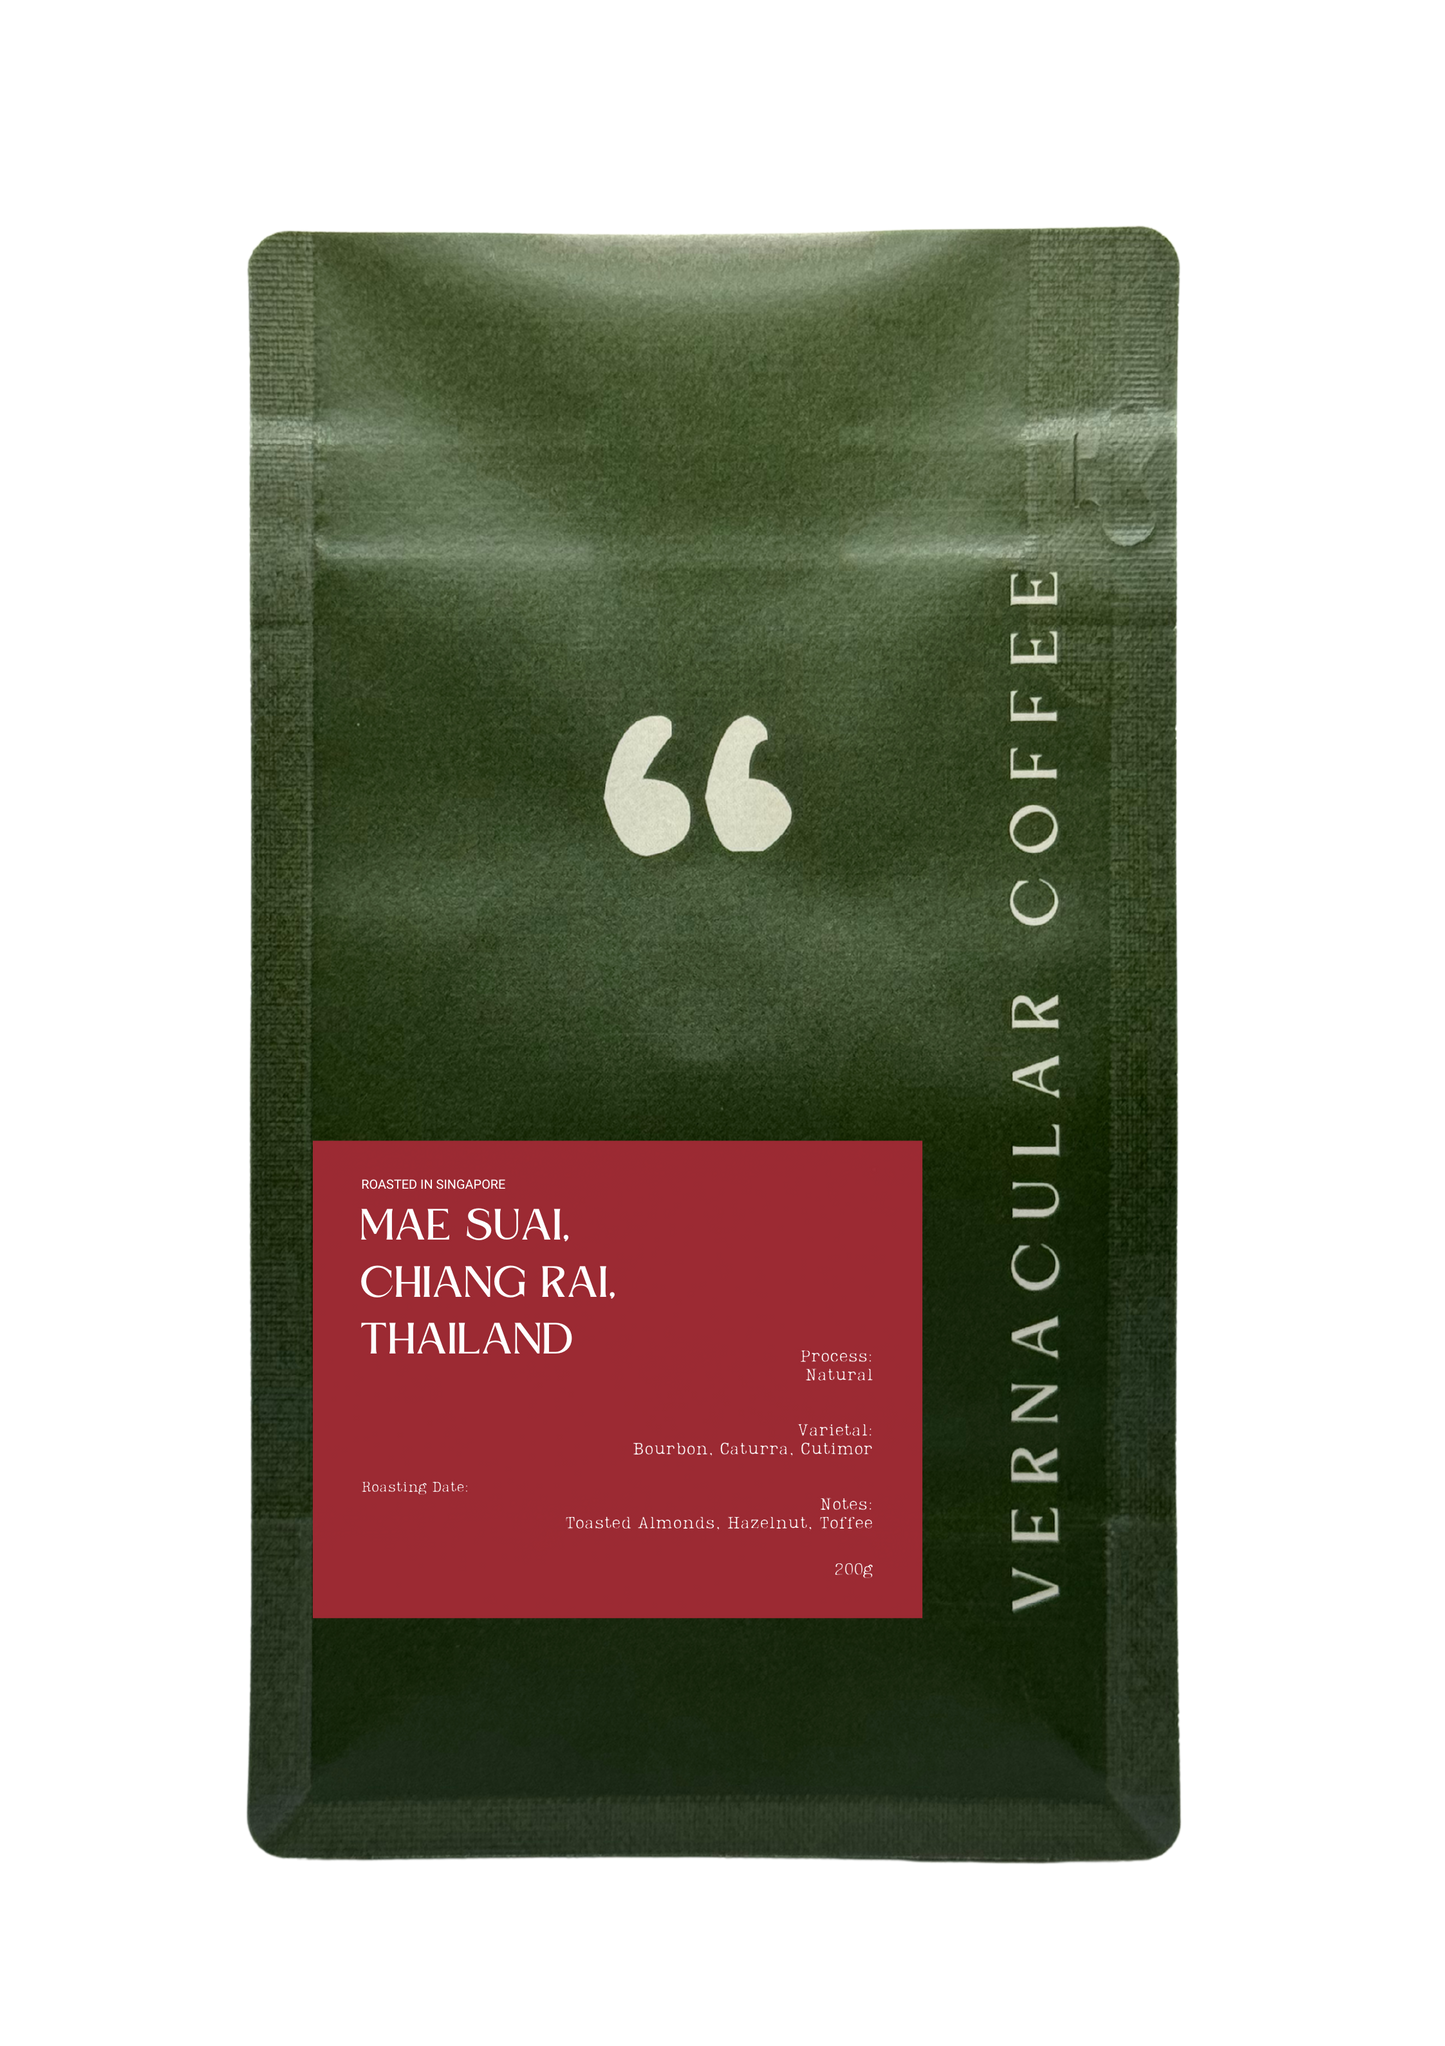 VERNACULAR COFFEE
ROASTED IN SINGAPORE
MAE SUAI,
CHIANG RAI,
THAILAND
Process:
Natural
Varietal:
Bourbon, Caturra, Cutimor
Roasting Date:
Notes:
Toasted Almonds, Hazelnut, Toffee
200g